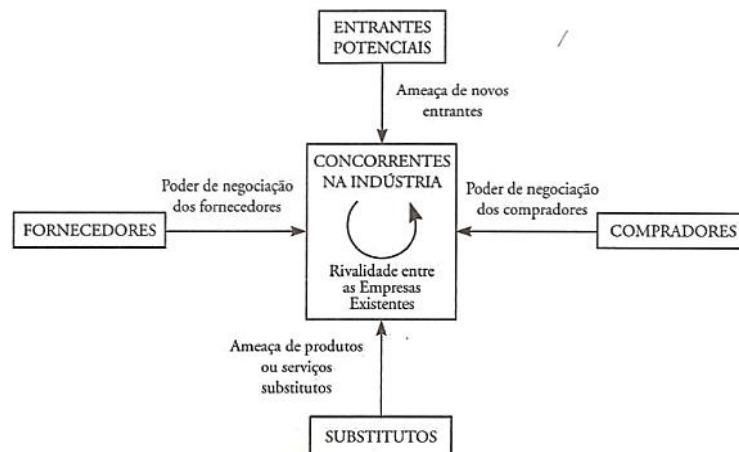 ENTRANTES
POTENCIAIS
Ameaça de novos
entrantes
CONCORRENTES
NA INDÚSTRIA
Poder de negociação
dos fornecedores
Poder de negociação
dos compradores
FORNECEDORES
COMPRADORES
Rivalidade entre
as Empresas
Existentes
Ameaça de produtos
ou serviços
substitutos
SUBSTITUTOS